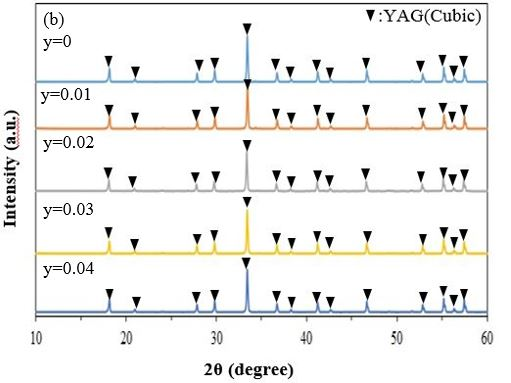 (b)
▼:YAG(Cubic)
y=0
y=0.01
y=0.02
y=0.03
y=0.04
Intensity (a.u.)
10 20 30 40 50 60
2θ (degree)